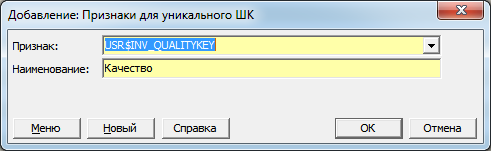 Добавление: Признаки для уникального ШК
Признак: USR$INV_QUALITYKEY
Наименование: Качество
Меню Новый Справка OK Отмена